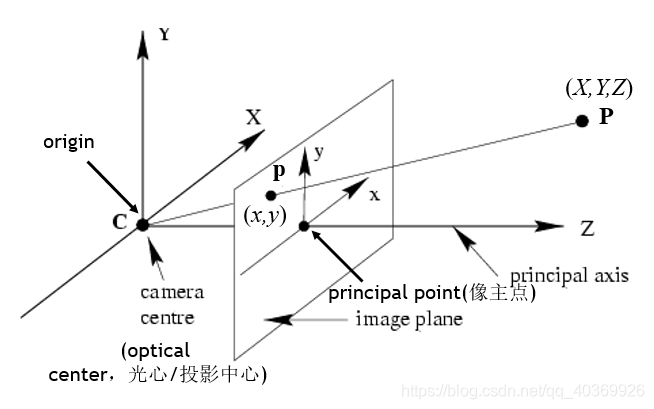 Y
(X,Y,Z)
P
X
origin
y
p
x
(x,y)
C
Z
camera
centre
principal axis
principal point(像主点)
image plane
(optical
center，光心/投影中心)
https://blog.csdn.net/qq_40369926